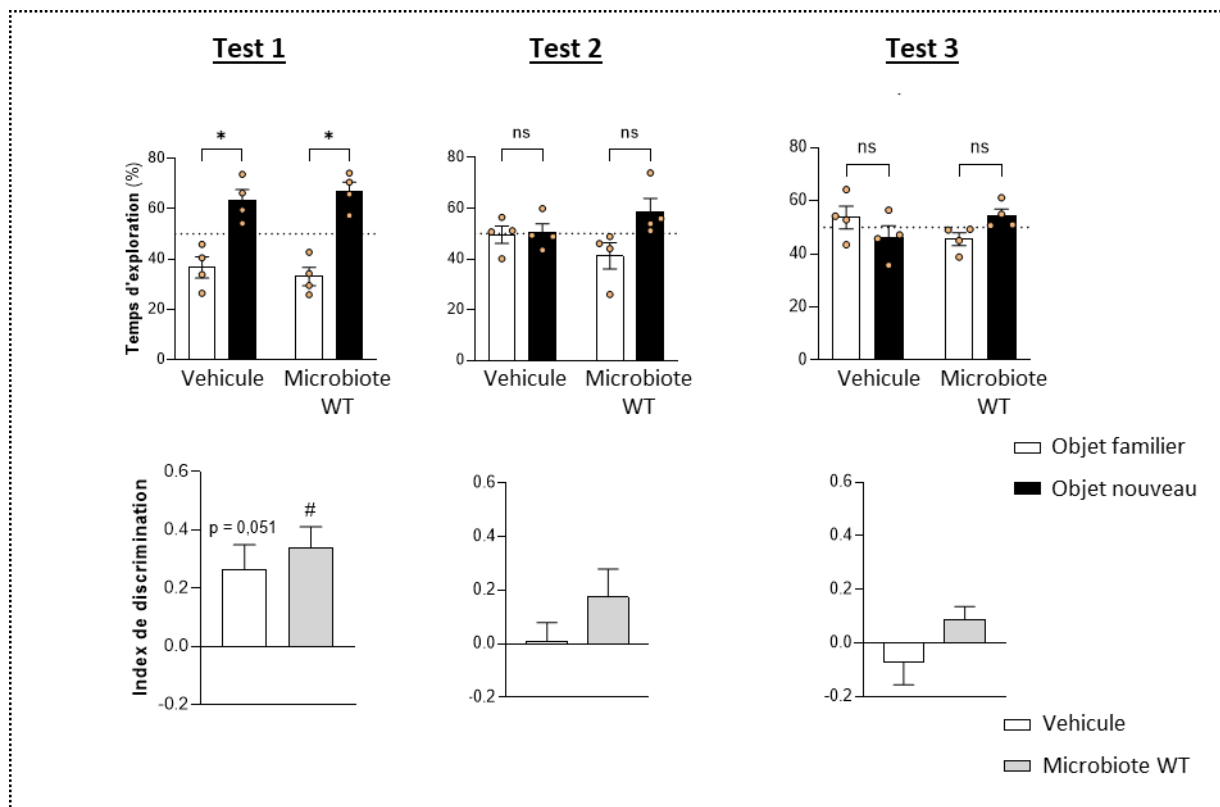 Test 1
Test 2
Test 3
Temps d'exploration (%)
* *
80
60
40
20
0
Vehicule Microbiote
WT
ns ns
80
60
40
20
0
Vehicule Microbiote
WT
ns ns
80
60
40
20
0
Vehicule Microbiote
WT
Objet familier
Objet nouveau
Index de discrimination
0.6
0.4
0.2
0.0
-0.2
p = 0,051
#
0.6
0.4
0.2
0.0
-0.2
0.6
0.4
0.2
0.0
-0.2
Vehicule
Microbiote WT